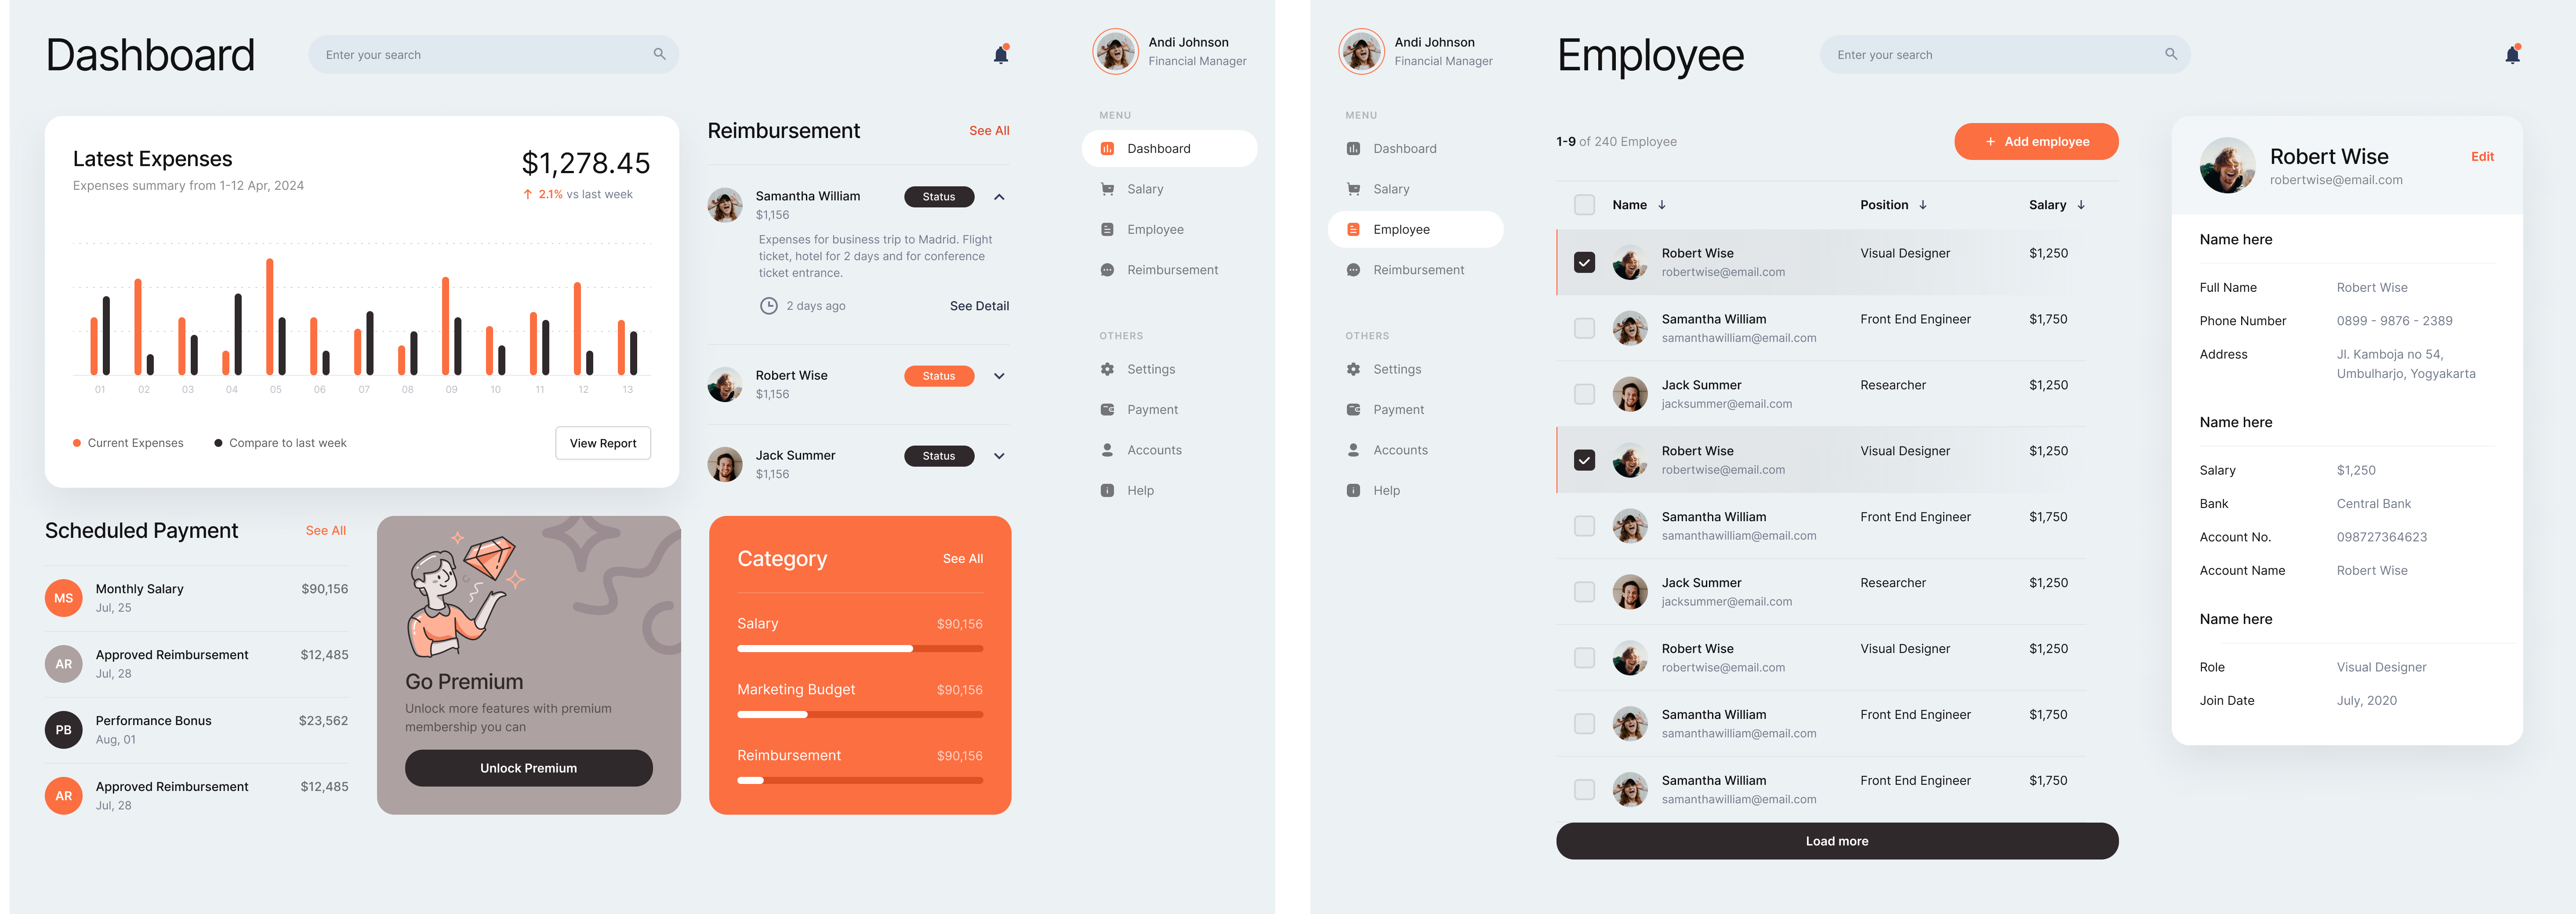 Dashboard
Enter your search
Latest Expenses
$1,278.45
Expenses summary from 1-12 Apr, 2024
2.1% vs last week
01 02 03 04 05 06 07 08 09 10 11 12 13
Current Expenses
Compare to last week
View Report
Reimbursement
See All
Samantha William
Status
$1,156
Expenses for business trip to Madrid. Flight
ticket, hotel for 2 days and for conference
ticket entrance.
2 days ago
See Detail
Robert Wise
Status
$1,156
Jack Summer
Status
$1,156
Scheduled Payment
See All
MS
Monthly Salary
$90,156
Jul, 25
AR
Approved Reimbursement
$12,485
Jul, 28
PB
Performance Bonus
$23,562
Aug, 01
AR
Approved Reimbursement
$12,485
Jul, 28
Go Premium
Unlock more features with premium
membership you can
Unlock Premium
Category
See All
Salary
$90,156
Marketing Budget
$90,156
Reimbursement
$90,156
Andi Johnson
Financial Manager
MENU
Dashboard
Salary
Employee
Reimbursement
OTHERS
Settings
Payment
Accounts
Help
Andi Johnson
Financial Manager
MENU
Dashboard
Salary
Employee
Reimbursement
OTHERS
Settings
Payment
Accounts
Help
Employee
Enter your search
1-9 of 240 Employee
+ Add employee
Name
Position
Salary
Robert Wise
Visual Designer
$1,250
robertwise@email.com
Samantha William
Front End Engineer
$1,750
samanthawilliam@email.com
Jack Summer
Researcher
$1,250
jacksummer@email.com
Robert Wise
Visual Designer
$1,250
robertwise@email.com
Samantha William
Front End Engineer
$1,750
samanthawilliam@email.com
Jack Summer
Researcher
$1,250
jacksummer@email.com
Robert Wise
Visual Designer
$1,250
robertwise@email.com
Samantha William
Front End Engineer
$1,750
samanthawilliam@email.com
Samantha William
Front End Engineer
$1,750
samanthawilliam@email.com
Load more
Robert Wise
Edit
robertwise@email.com
Name here
Full Name
Robert Wise
Phone Number
0899 - 9876 - 2389
Address
Jl. Kamboja no 54,
Umbulharjo, Yogyakarta
Name here
Salary
$1,250
Bank
Central Bank
Account No.
098727364623
Account Name
Robert Wise
Name here
Role
Visual Designer
Join Date
July, 2020